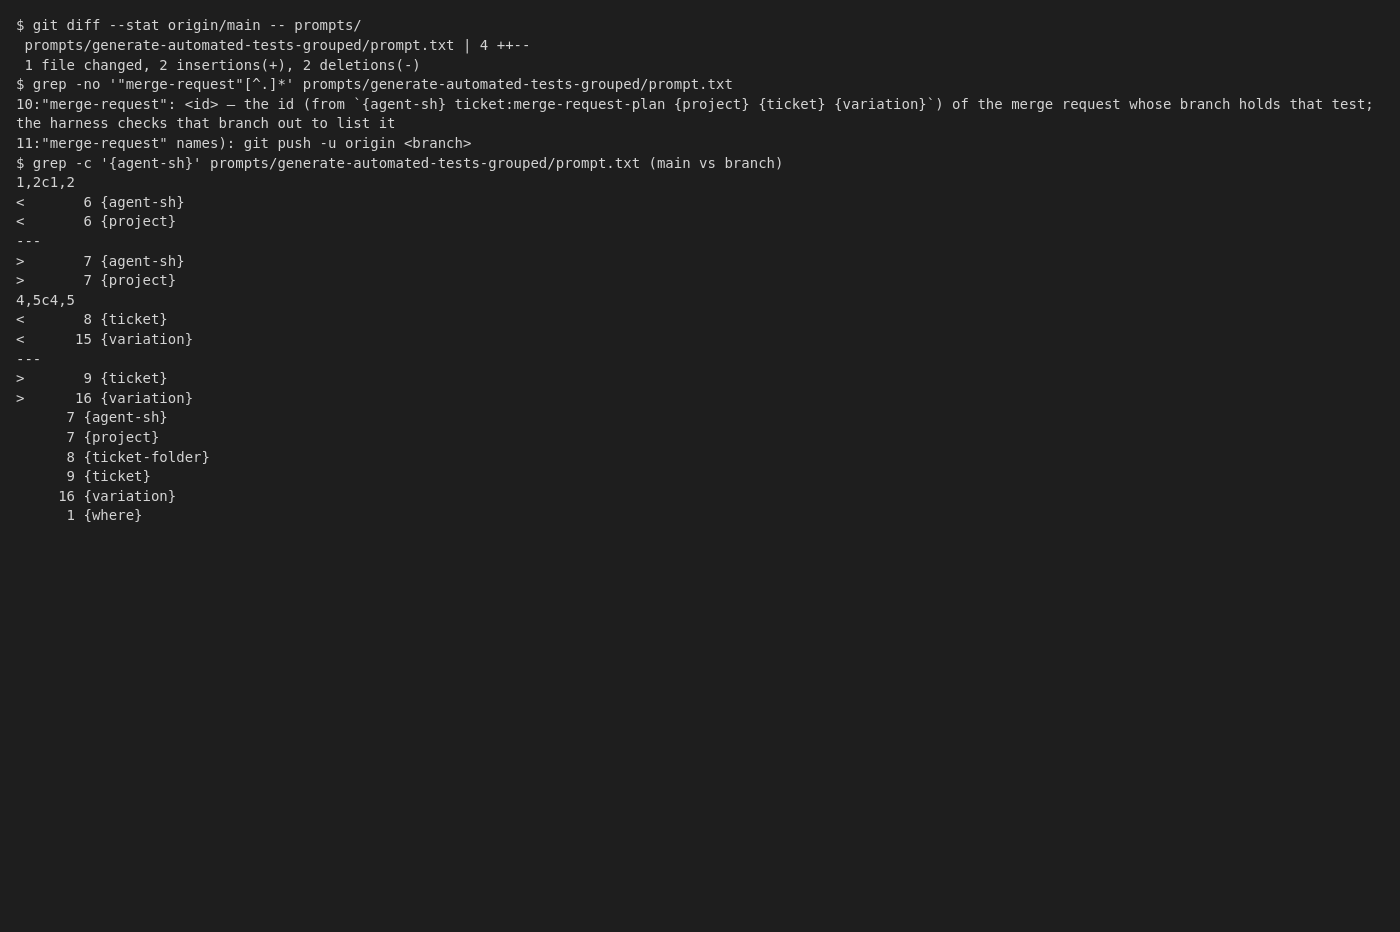 $ git diff --stat origin/main -- prompts/
 prompts/generate-automated-tests-grouped/prompt.txt | 4 ++--
 1 file changed, 2 insertions(+), 2 deletions(-)
$ grep -no '"merge-request"[^.]*' prompts/generate-automated-tests-grouped/prompt.txt
10:"merge-request": <id> — the id (from `{agent-sh} ticket:merge-request-plan {project} {ticket} {variation}`) of the merge request whose branch holds that test;
the harness checks that branch out to list it
11:"merge-request" names): git push -u origin <branch>
$ grep -c '{agent-sh}' prompts/generate-automated-tests-grouped/prompt.txt (main vs branch)
1,2c1,2
<       6 {agent-sh}
<       6 {project}
---
>       7 {agent-sh}
>       7 {project}
4,5c4,5
<       8 {ticket}
<      15 {variation}
---
>       9 {ticket}
>      16 {variation}
      7 {agent-sh}
      7 {project}
      8 {ticket-folder}
      9 {ticket}
     16 {variation}
      1 {where}